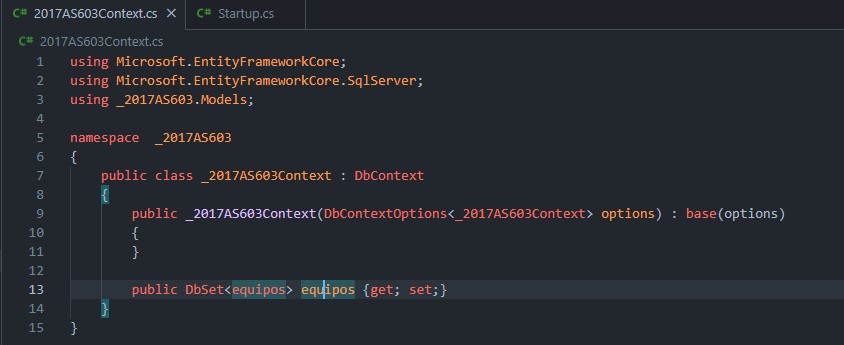 C# 2017AS603Context.cs × C# Startup.cs
C# 2017AS603Context.cs
1 using Microsoft.EntityFrameworkCore;
2 using Microsoft.EntityFrameworkCore.SqlServer;
3 using _2017AS603.Models;
4
5 namespace  _2017AS603
6 {
7     public class _2017AS603Context : DbContext
8     {
9         public _2017AS603Context(DbContextOptions<_2017AS603Context> options) : base(options)
10         {
11         }
12
13         public DbSet<equipos> equipos {get; set;}
14     }
15 }